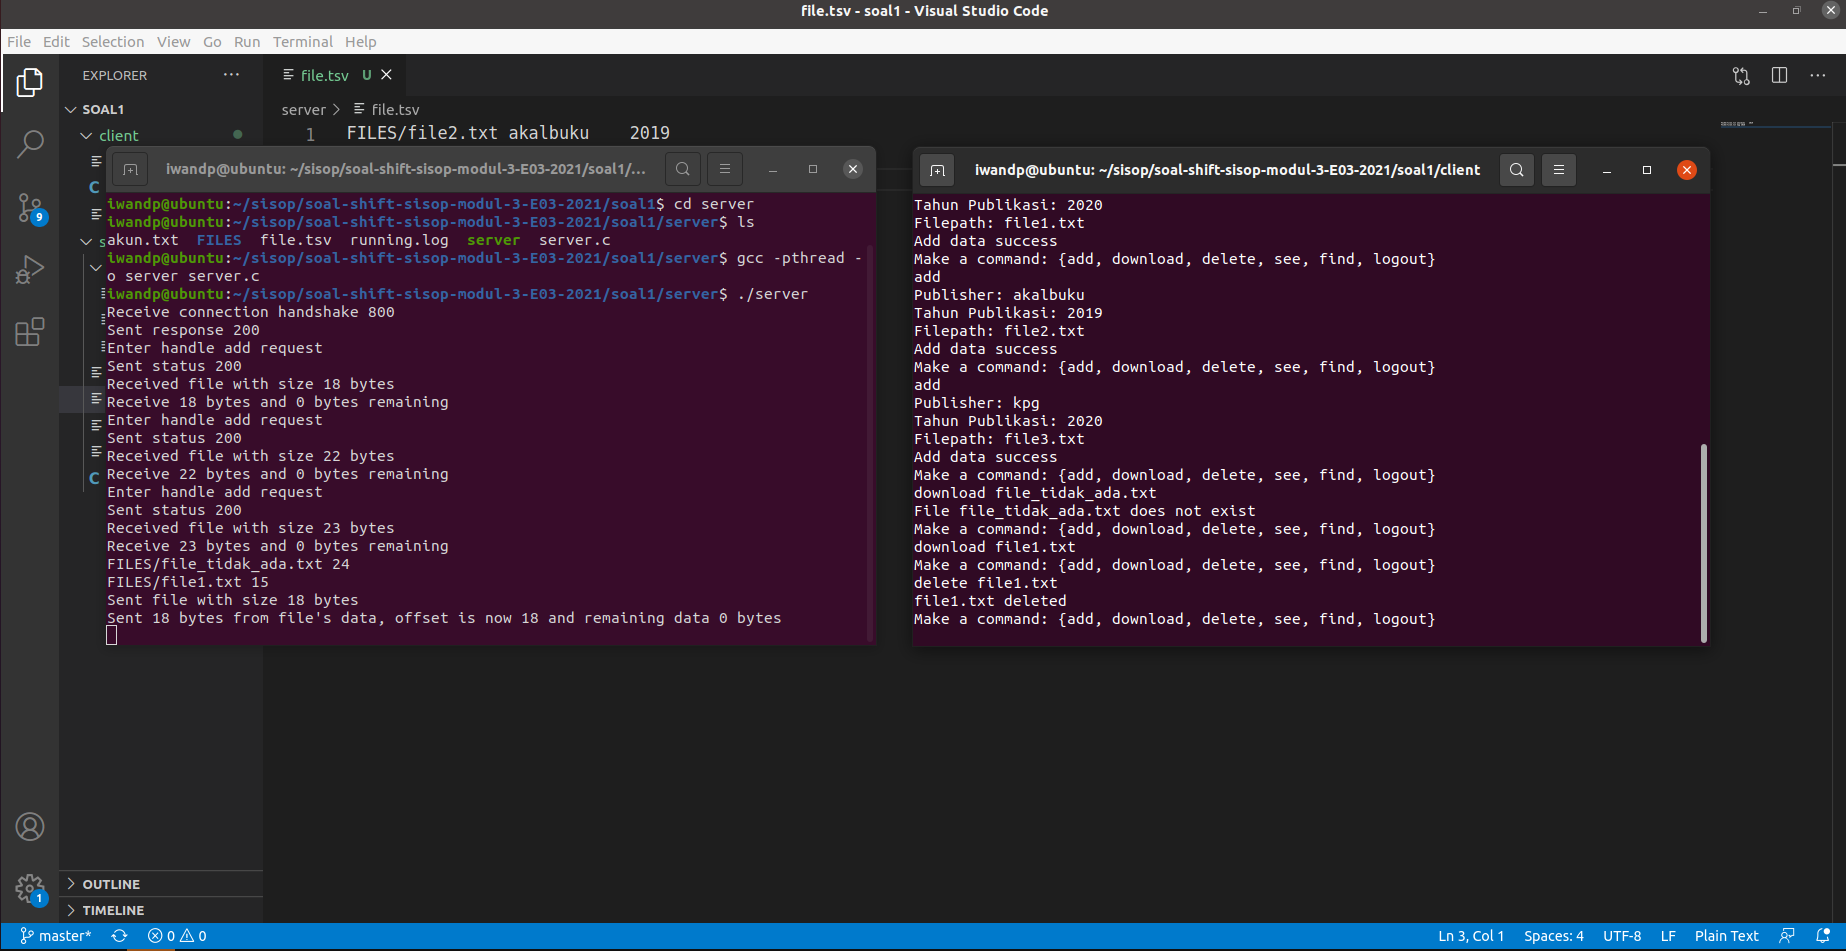 file.tsv - soal1 - Visual Studio Code
File Edit Selection View Go Run Terminal Help
EXPLORER
file.tsv U
SOAL1
server > file.tsv
client
1 FILES/file2.txt akalbuku 2019
iwandp@ubuntu: ~/sisop/soal-shift-sisop-modul-3-E03-2021/soal1/...
iwandp@ubuntu:~/sisop/soal-shift-sisop-modul-3-E03-2021/soal1$ cd server
iwandp@ubuntu:~/sisop/soal-shift-sisop-modul-3-E03-2021/soal1/server$ ls
akun.txt FILES file.tsv running.log server server.c
iwandp@ubuntu:~/sisop/soal-shift-sisop-modul-3-E03-2021/soal1/server$ gcc -pthread -
o server server.c
iwandp@ubuntu:~/sisop/soal-shift-sisop-modul-3-E03-2021/soal1/server$ ./server
Receive connection handshake 800
Sent response 200
Enter handle add request
Sent status 200
Received file with size 18 bytes
Receive 18 bytes and 0 bytes remaining
Enter handle add request
Sent status 200
Received file with size 22 bytes
Receive 22 bytes and 0 bytes remaining
Enter handle add request
Sent status 200
Received file with size 23 bytes
Receive 23 bytes and 0 bytes remaining
FILES/file_tidak_ada.txt 24
FILES/file1.txt 15
Sent file with size 18 bytes
Sent 18 bytes from file's data, offset is now 18 and remaining data 0 bytes
iwandp@ubuntu: ~/sisop/soal-shift-sisop-modul-3-E03-2021/soal1/client
Tahun Publikasi: 2020
Filepath: file1.txt
Add data success
Make a command: {add, download, delete, see, find, logout}
add
Publisher: akalbuku
Tahun Publikasi: 2019
Filepath: file2.txt
Add data success
Make a command: {add, download, delete, see, find, logout}
add
Publisher: kpg
Tahun Publikasi: 2020
Filepath: file3.txt
Add data success
Make a command: {add, download, delete, see, find, logout}
download file_tidak_ada.txt
File file_tidak_ada.txt does not exist
Make a command: {add, download, delete, see, find, logout}
download file1.txt
Make a command: {add, download, delete, see, find, logout}
delete file1.txt
file1.txt deleted
Make a command: {add, download, delete, see, find, logout}
C
9
s
C
1
OUTLINE
TIMELINE
master* 0 0 Ln 3, Col 1 Spaces: 4 UTF-8 LF Plain Text